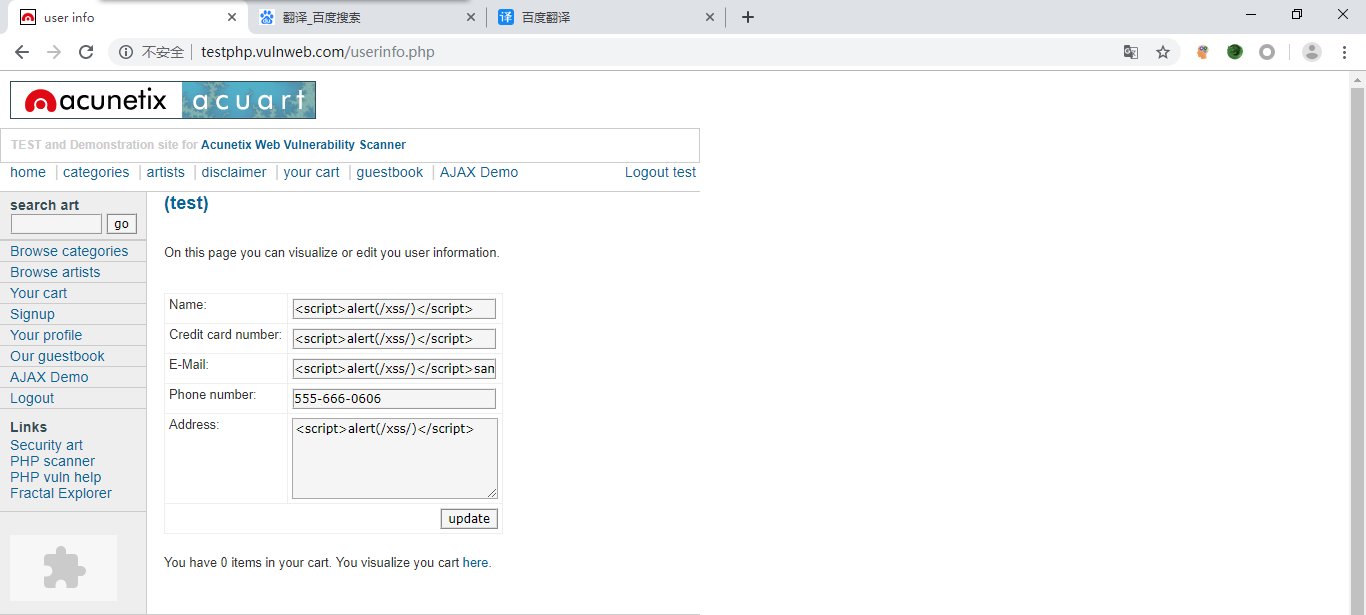 user info
翻译_百度搜索
译 百度翻译
不安全 testphp.vulnweb.com/userinfo.php
acunetix acuart
TEST and Demonstration site for Acunetix Web Vulnerability Scanner
home | categories | artists | disclaimer | your cart | guestbook | AJAX Demo
Logout test
search art
go
Browse categories
Browse artists
Your cart
Signup
Your profile
Our guestbook
AJAX Demo
Logout
Links
Security art
PHP scanner
PHP vuln help
Fractal Explorer
(test)
On this page you can visualize or edit you user information.
Name: <script>alert(/xss/)</script>
Credit card number: <script>alert(/xss/)</script>
E-Mail: <script>alert(/xss/)</script>san
Phone number: 555-666-0606
Address: <script>alert(/xss/)</script>
update
You have 0 items in your cart. You visualize you cart here.